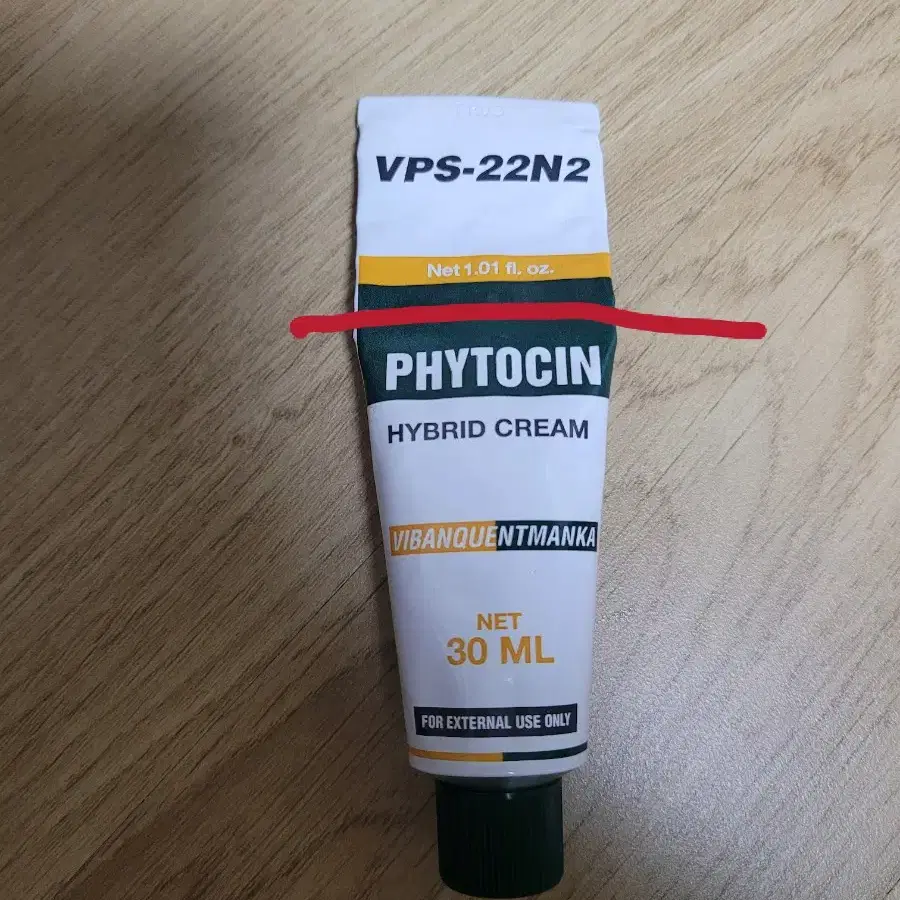 VPS-22N2
Net 1.01 fl. oz.
PHYTOCIN
HYBRID CREAM
VIBANQUENTMANKA
NET
30 ML
FOR EXTERNAL USE ONLY